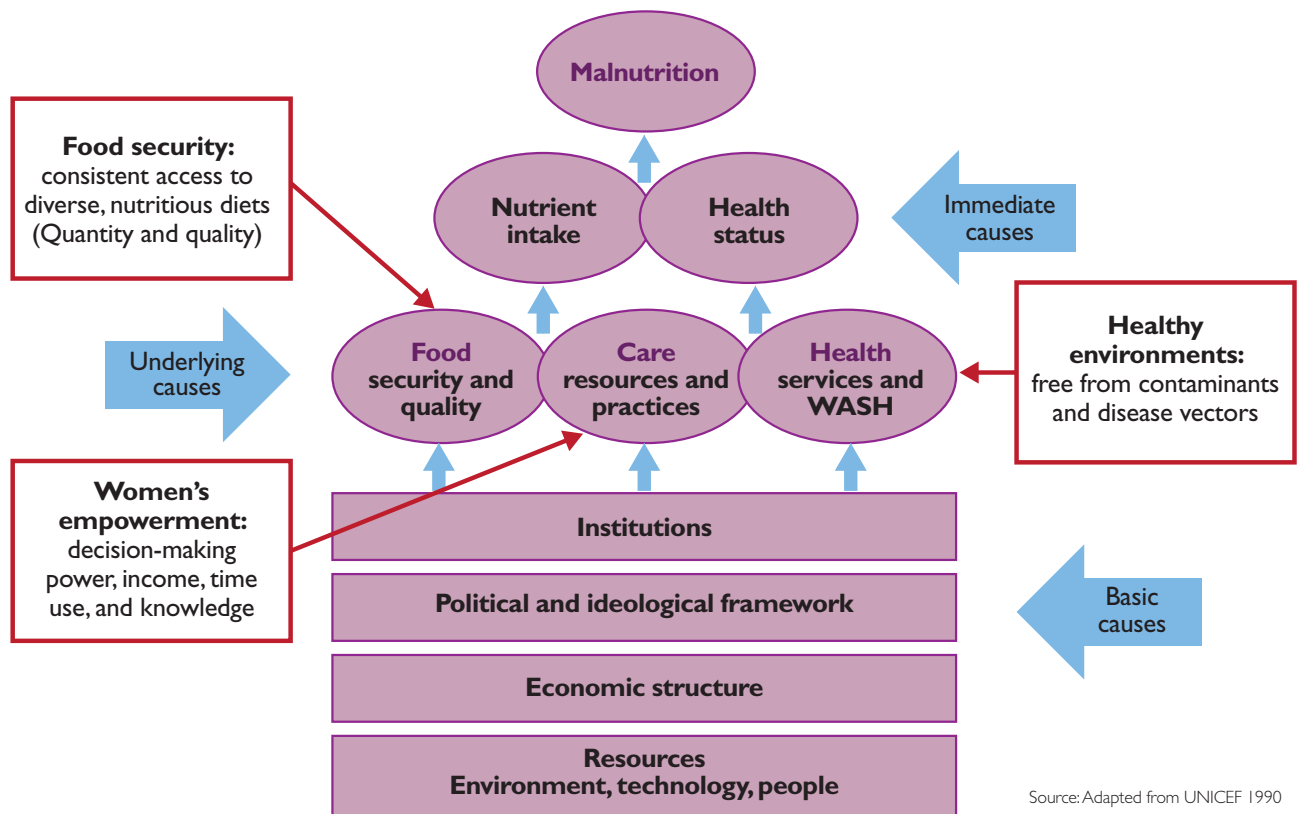 Malnutrition
Food security:
consistent access to
diverse, nutritious diets
(Quantity and quality)
Nutrient
intake
Health
status
Immediate
causes
Underlying
causes
Food
security and
quality
Care
resources and
practices
Health
services and
WASH
Healthy
environments:
free from contaminants
and disease vectors
Women’s
empowerment:
decision-making
power, income, time
use, and knowledge
Institutions
Political and ideological framework
Basic
causes
Economic structure
Resources
Environment, technology, people
Source: Adapted from UNICEF 1990